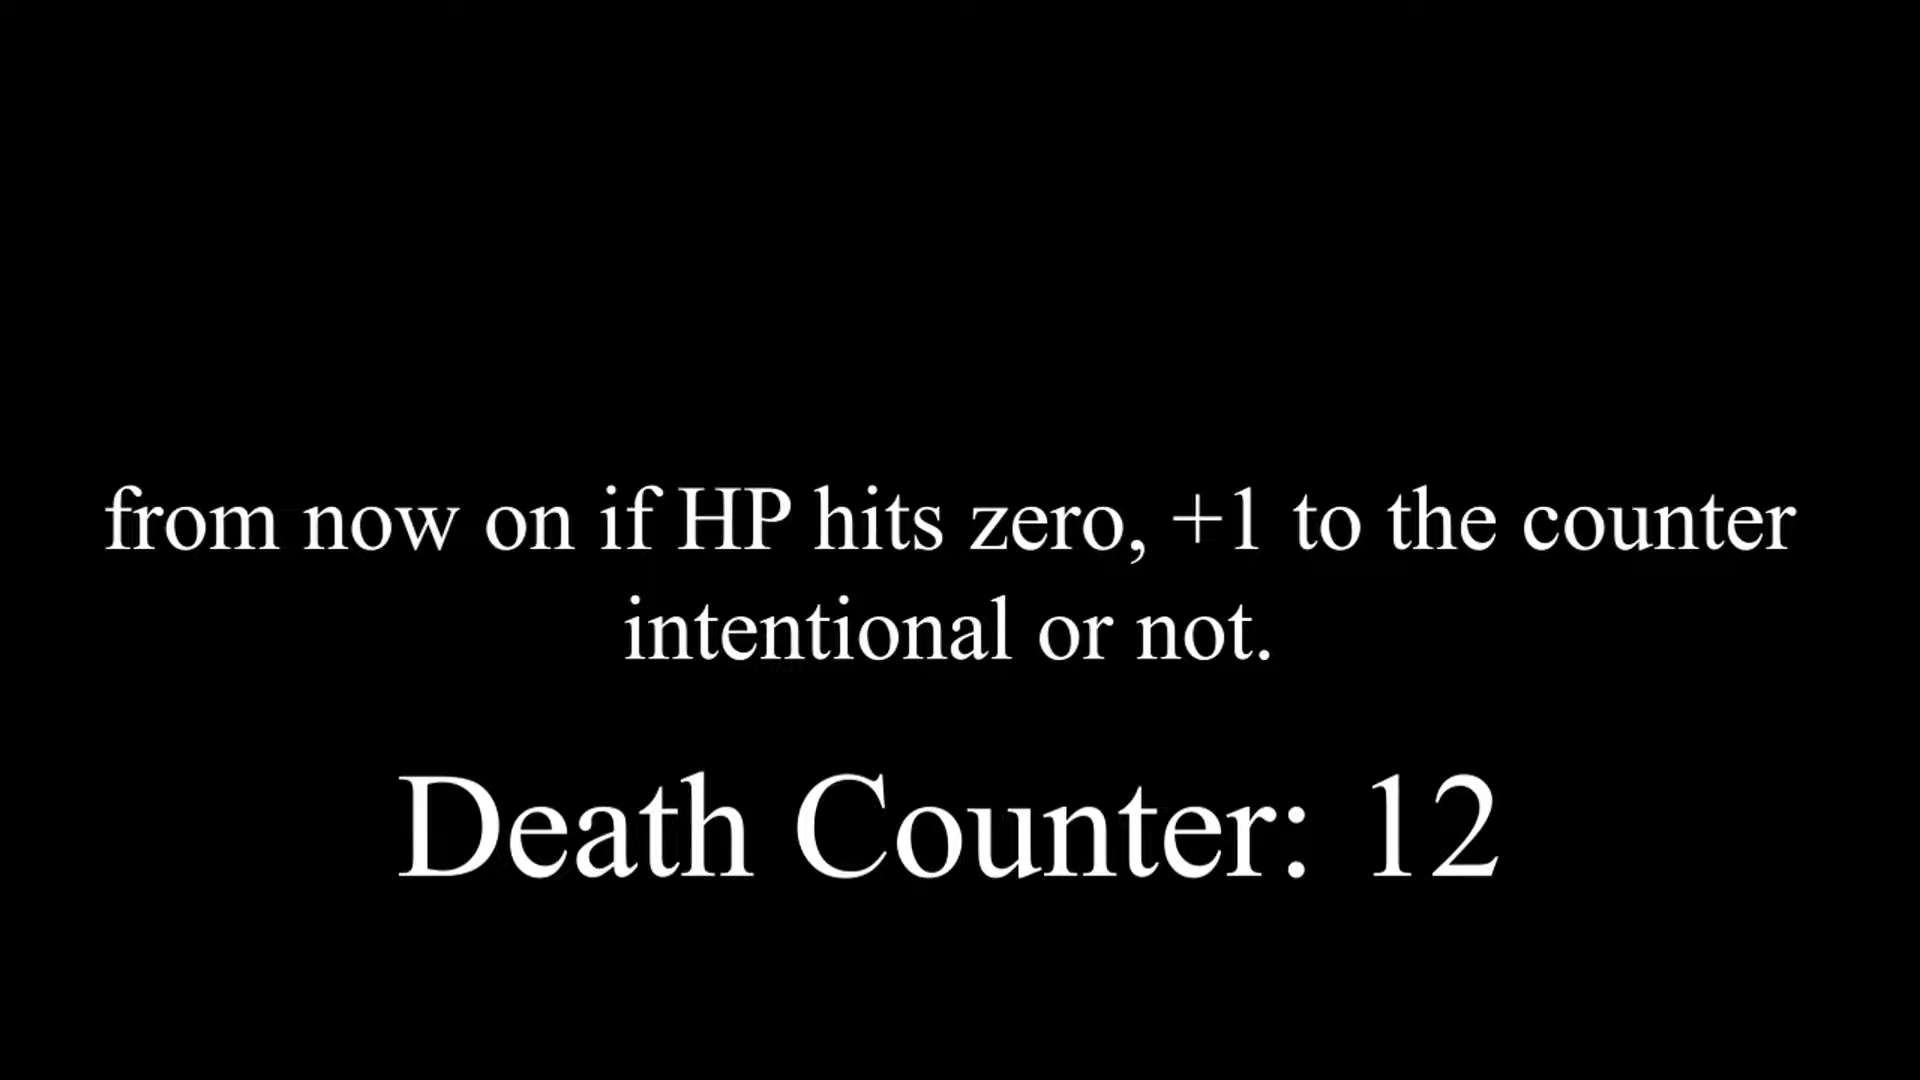 from now on if HP hits zero, +1 to the counter
intentional or not.
Death Counter: 12